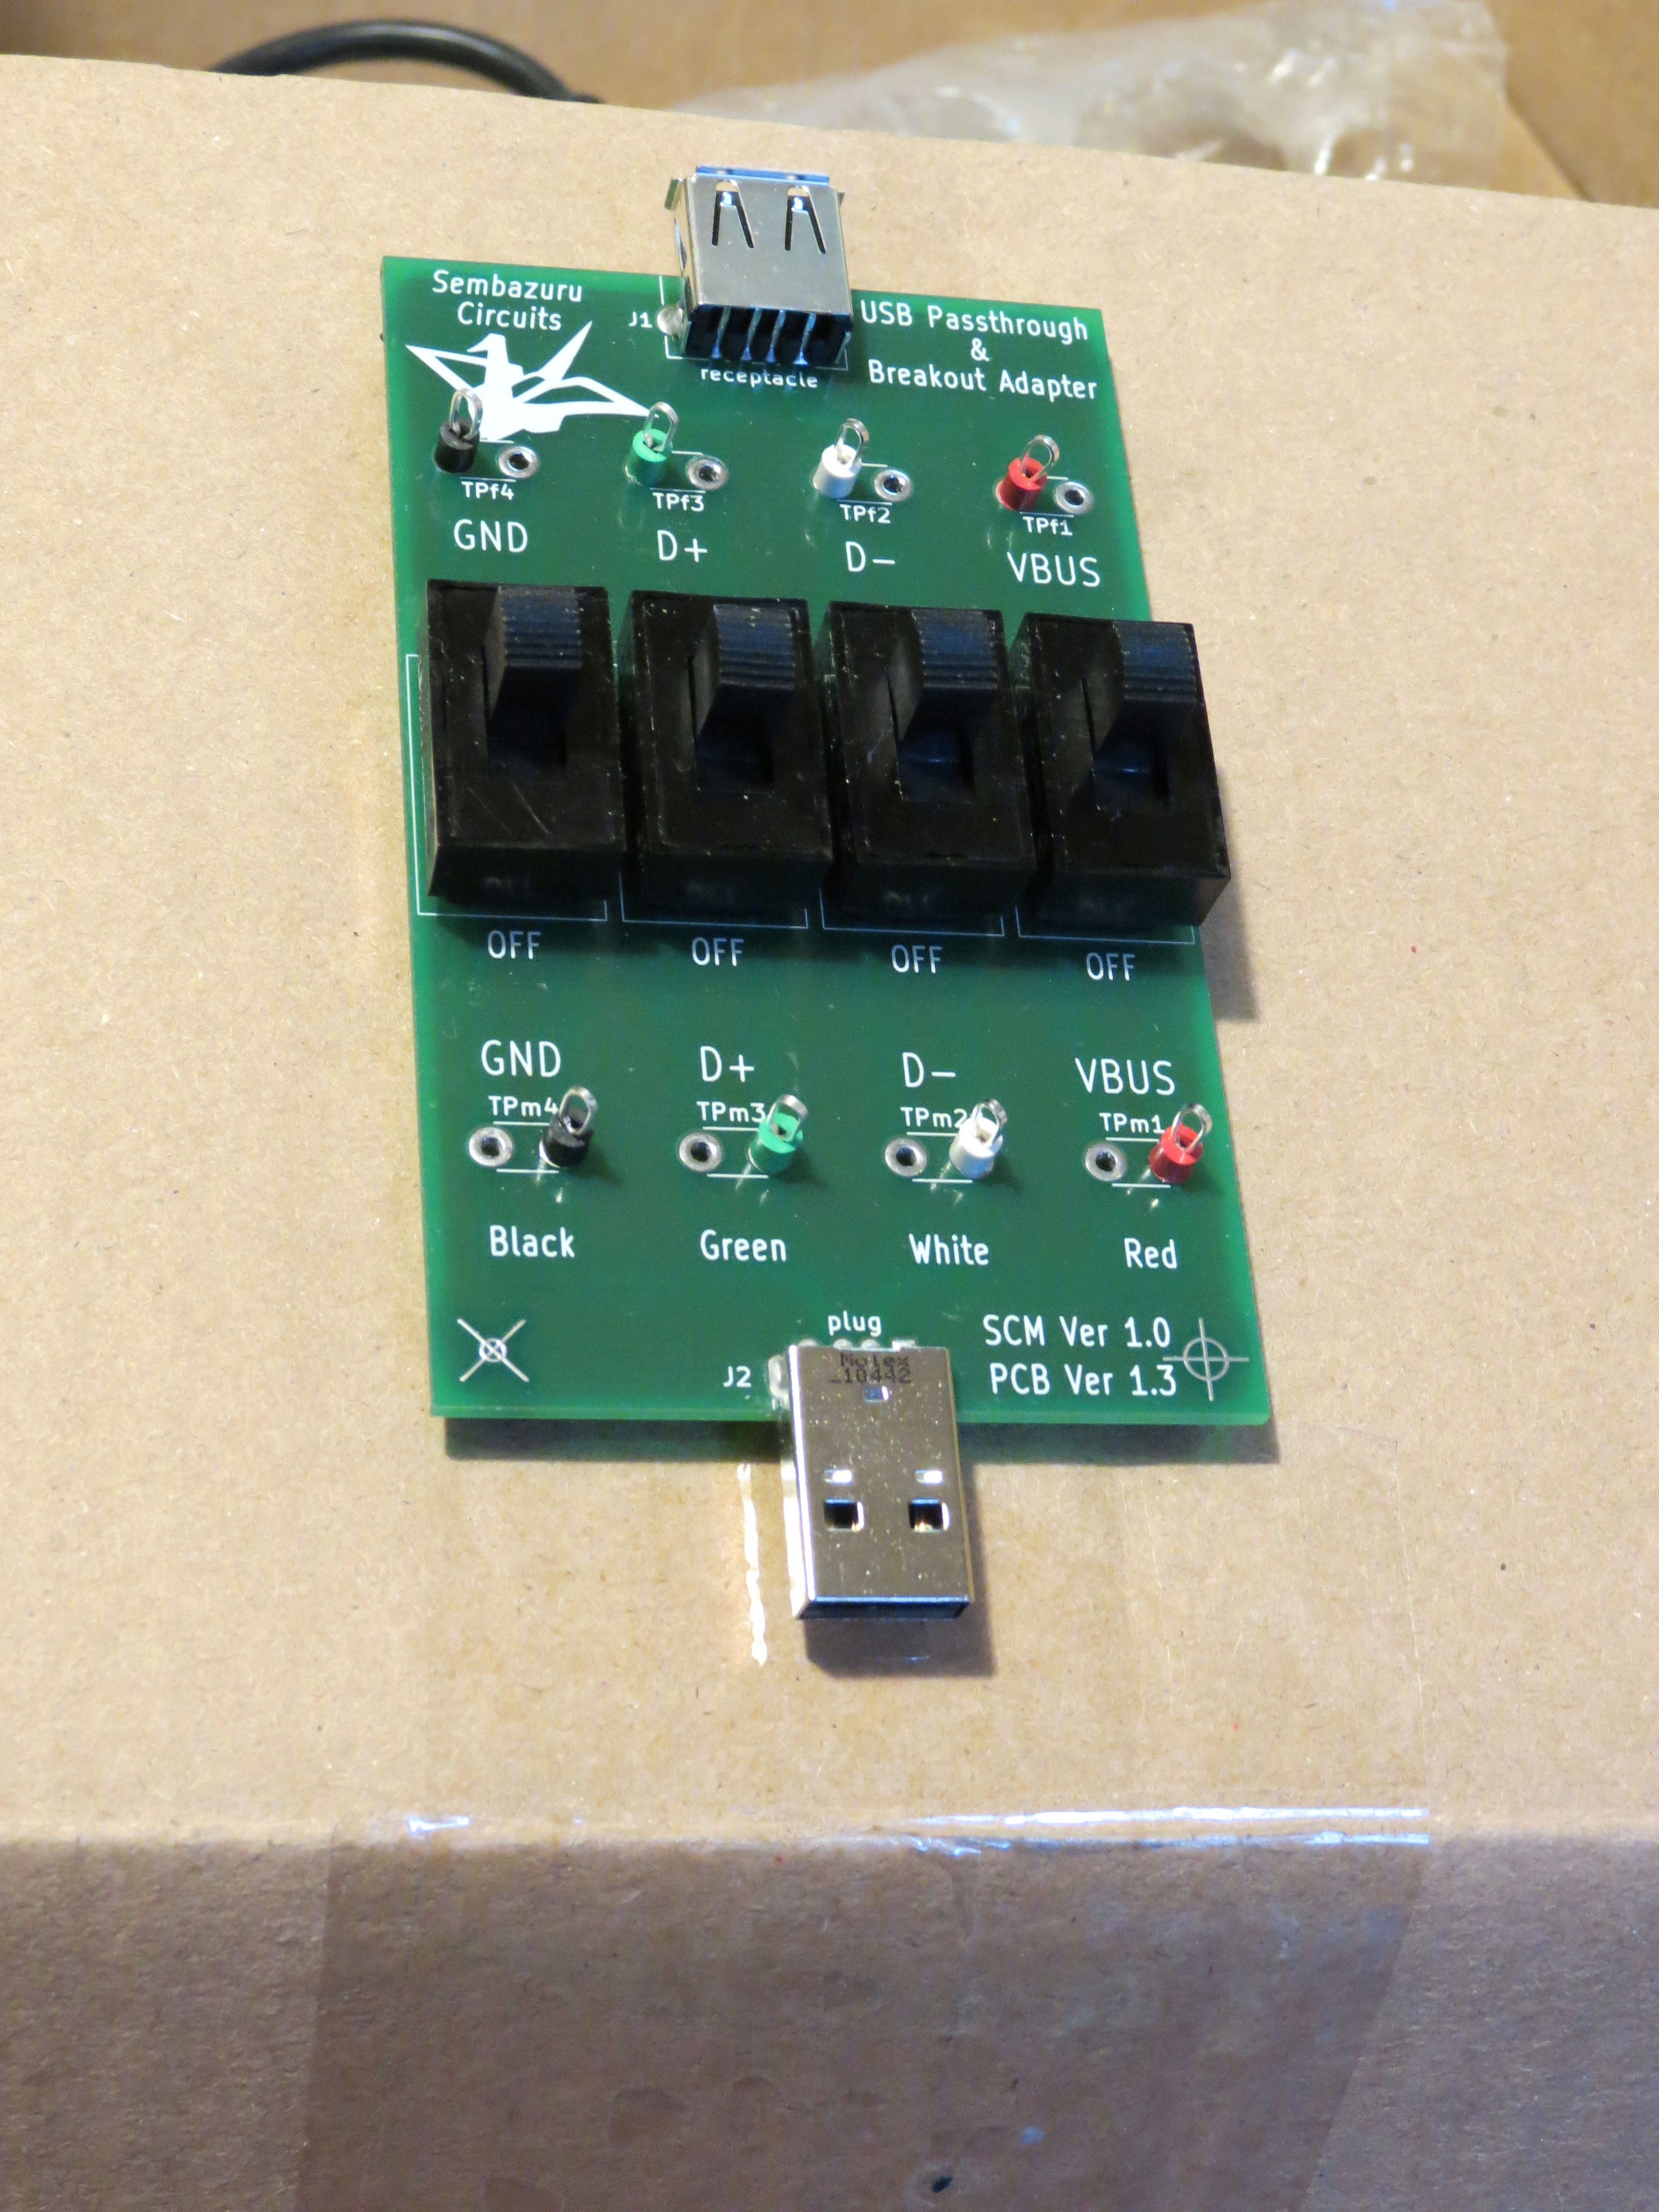 Sembazuru
Circuits
J1
receptacle
USB Passthrough
&
Breakout Adapter
TPf4
TPf3
TPf2
TPf1
GND
D+
D-
VBUS
OFF
OFF
OFF
OFF
GND
D+
D-
VBUS
TPm4
TPm3
TPm2
TPm1
Black
Green
White
Red
plug
J2
Molex
10442
SCM Ver 1.0
PCB Ver 1.3